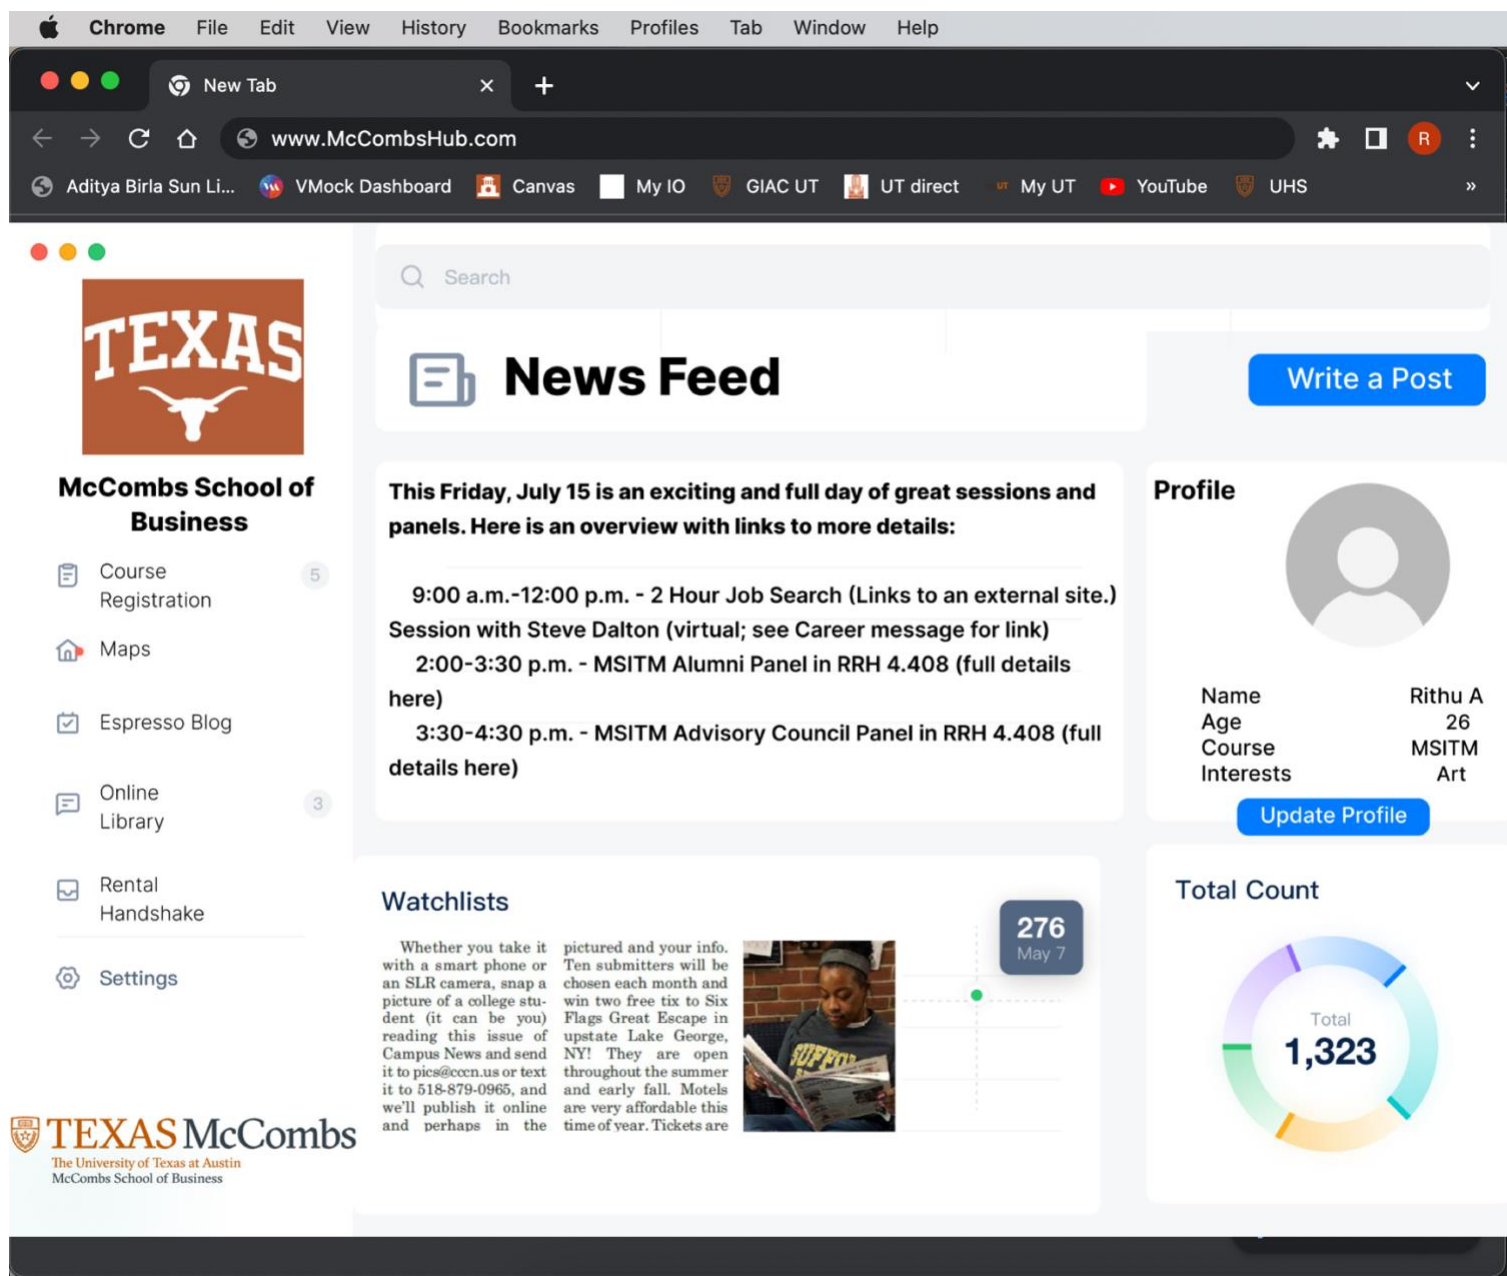 Chrome File Edit View History Bookmarks Profiles Tab Window Help
New Tab
www.McCombsHub.com
R
Aditya Birla Sun Li... VMock Dashboard Canvas My IO GIAC UT UT direct UT My UT YouTube UHS »
Search
TEXAS
McCombs School of
Business
Course
Registration
5
Maps
Espresso Blog
Online
Library
3
Rental
Handshake
Settings
TEXAS McCombs
The University of Texas at Austin
McCombs School of Business
News Feed
Write a Post
This Friday, July 15 is an exciting and full day of great sessions and
panels. Here is an overview with links to more details:
9:00 a.m.-12:00 p.m. - 2 Hour Job Search (Links to an external site.)
Session with Steve Dalton (virtual; see Career message for link)
2:00-3:30 p.m. - MSITM Alumni Panel in RRH 4.408 (full details
here)
3:30-4:30 p.m. - MSITM Advisory Council Panel in RRH 4.408 (full
details here)
Profile
Name Rithu A
Age 26
Course MSITM
Interests Art
Update Profile
Watchlists
Whether you take it
with a smart phone or
an SLR camera, snap a
picture of a college stu-
dent (it can be you)
reading this issue of
Campus News and send
it to pics@cccn.us or text
it to 518-879-0965, and
we'll publish it online
and perhaps in the
pictured and your info.
Ten submitters will be
chosen each month and
win two free tix to Six
Flags Great Escape in
upstate Lake George,
NY! They are open
throughout the summer
and early fall. Motels
are very affordable this
time of year. Tickets are
SUFFOL
276
May 7
Total Count
Total
1,323